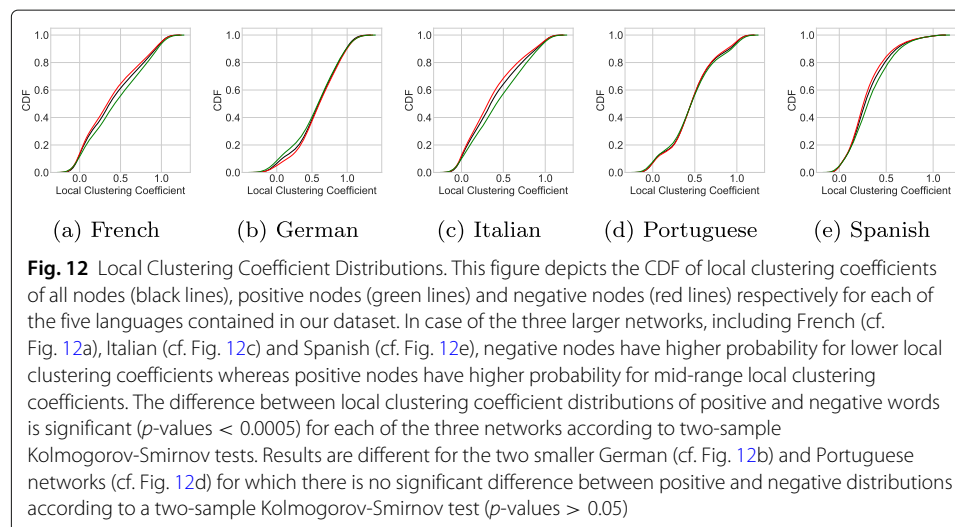 1.0 1.0 1.0 1.0 1.0
0.8 0.8 0.8 0.8 0.8
0.6 0.6 0.6 0.6 0.6
CDF CDF CDF CDF CDF
0.4 0.4 0.4 0.4 0.4
0.2 0.2 0.2 0.2 0.2
0.0 0.0 0.0 0.0 0.0
0.0 0.5 1.0 0.0 0.5 1.0 0.0 0.5 1.0 0.0 0.5 1.0 0.0 0.5 1.0
Local Clustering Coefficient Local Clustering Coefficient Local Clustering Coefficient Local Clustering Coefficient Local Clustering Coefficient
(a) French (b) German (c) Italian (d) Portuguese (e) Spanish
Fig. 12 Local Clustering Coefficient Distributions. This figure depicts the CDF of local clustering coefficients
of all nodes (black lines), positive nodes (green lines) and negative nodes (red lines) respectively for each of
the five languages contained in our dataset. In case of the three larger networks, including French (cf.
Fig. 12a), Italian (cf. Fig. 12c) and Spanish (cf. Fig. 12e), negative nodes have higher probability for lower local
clustering coefficients whereas positive nodes have higher probability for mid-range local clustering
coefficients. The difference between local clustering coefficient distributions of positive and negative words
is significant (p-values < 0.0005) for each of the three networks according to two-sample
Kolmogorov-Smirnov tests. Results are different for the two smaller German (cf. Fig. 12b) and Portuguese
networks (cf. Fig. 12d) for which there is no significant difference between positive and negative distributions
according to a two-sample Kolmogorov-Smirnov test (p-values > 0.05)